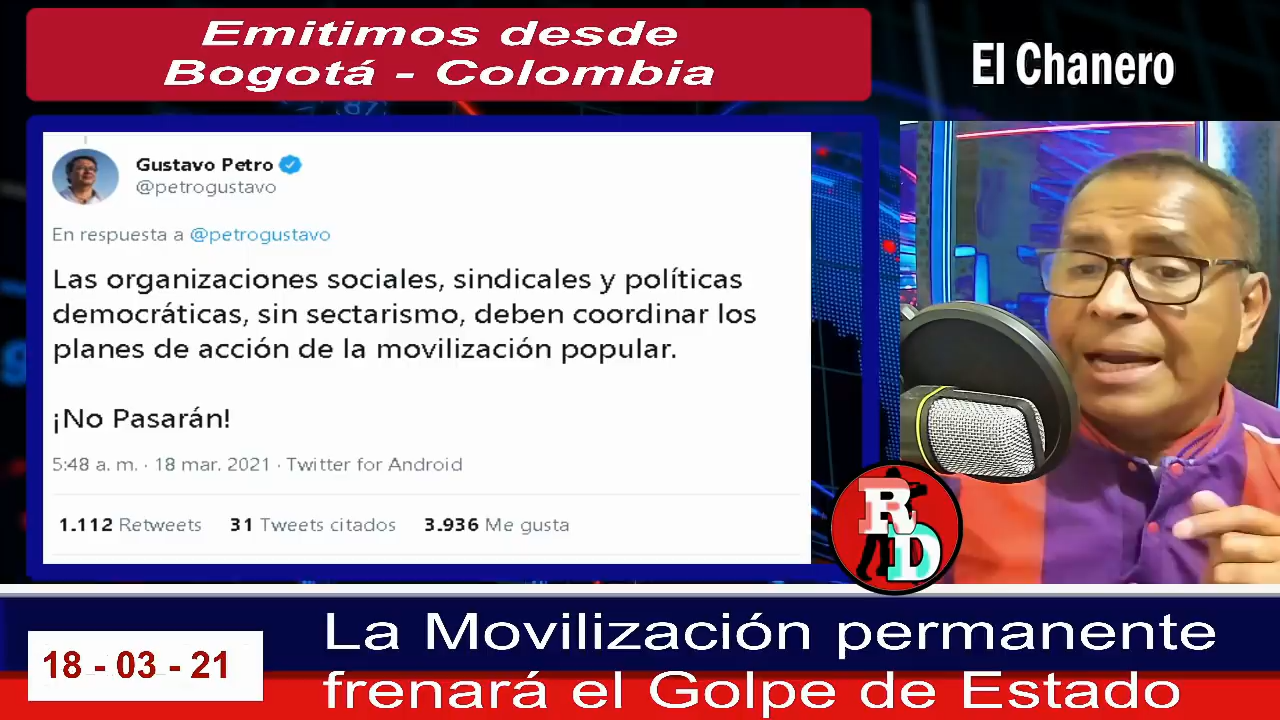 Emitimos desde
Bogotá - Colombia
El Chanero
87
Gustavo Petro
@petrogustavo
En respuesta a @petrogustavo
Las organizaciones sociales, sindicales y políticas
democráticas, sin sectarismo, deben coordinar los
planes de acción de la movilización popular.
¡No Pasarán!
5:48 a. m. · 18 mar. 2021 · Twitter for Android
1.112 Retweets 31 Tweets citados 3.936 Me gusta
RD
18 - 03 - 21
La Movilización permanente
frenará el Golpe de Estado